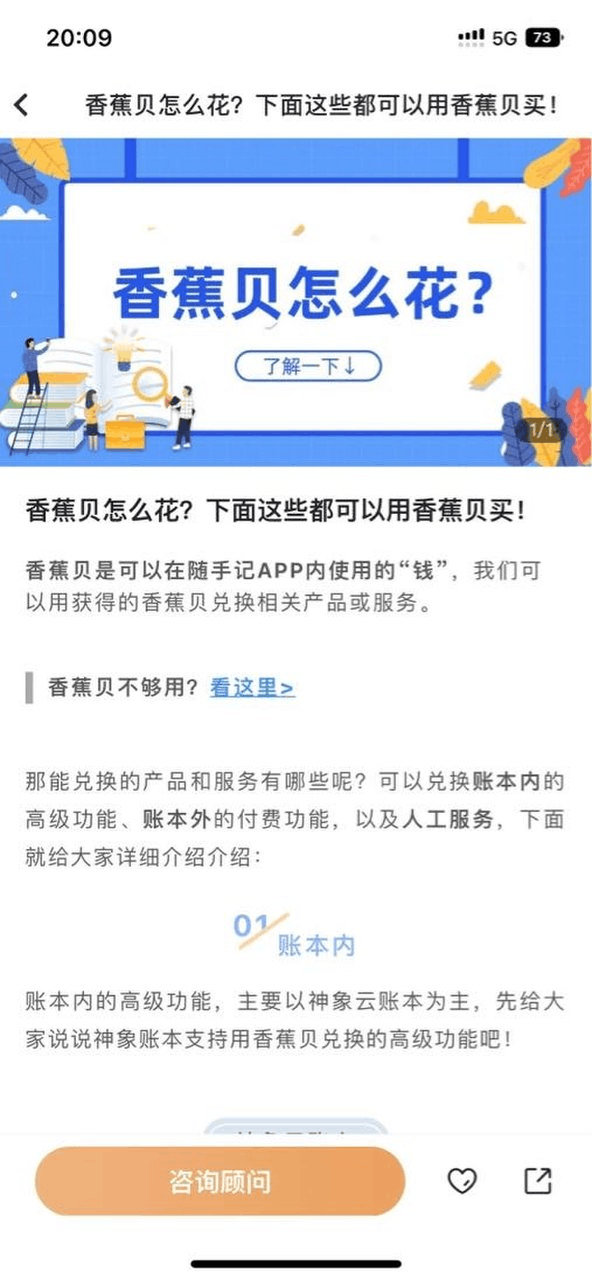 20:09
5G
73
香蕉贝怎么花？下面这些都可以用香蕉贝买！
香蕉贝怎么花？
了解一下↓
1/1
香蕉贝怎么花？下面这些都可以用香蕉贝买！
香蕉贝是可以在随手记APP内使用的“钱”，我们可
以用获得的香蕉贝兑换相关产品或服务。
香蕉贝不够用？看这里>
那能兑换的产品和服务有哪些呢？可以兑换账本内的
高级功能、账本外的付费功能，以及人工服务，下面
就给大家详细介绍介绍：
01
账本内
账本内的高级功能，主要以神象云账本为主，先给大
家说说神象账本支持用香蕉贝兑换的高级功能吧！
咨询顾问